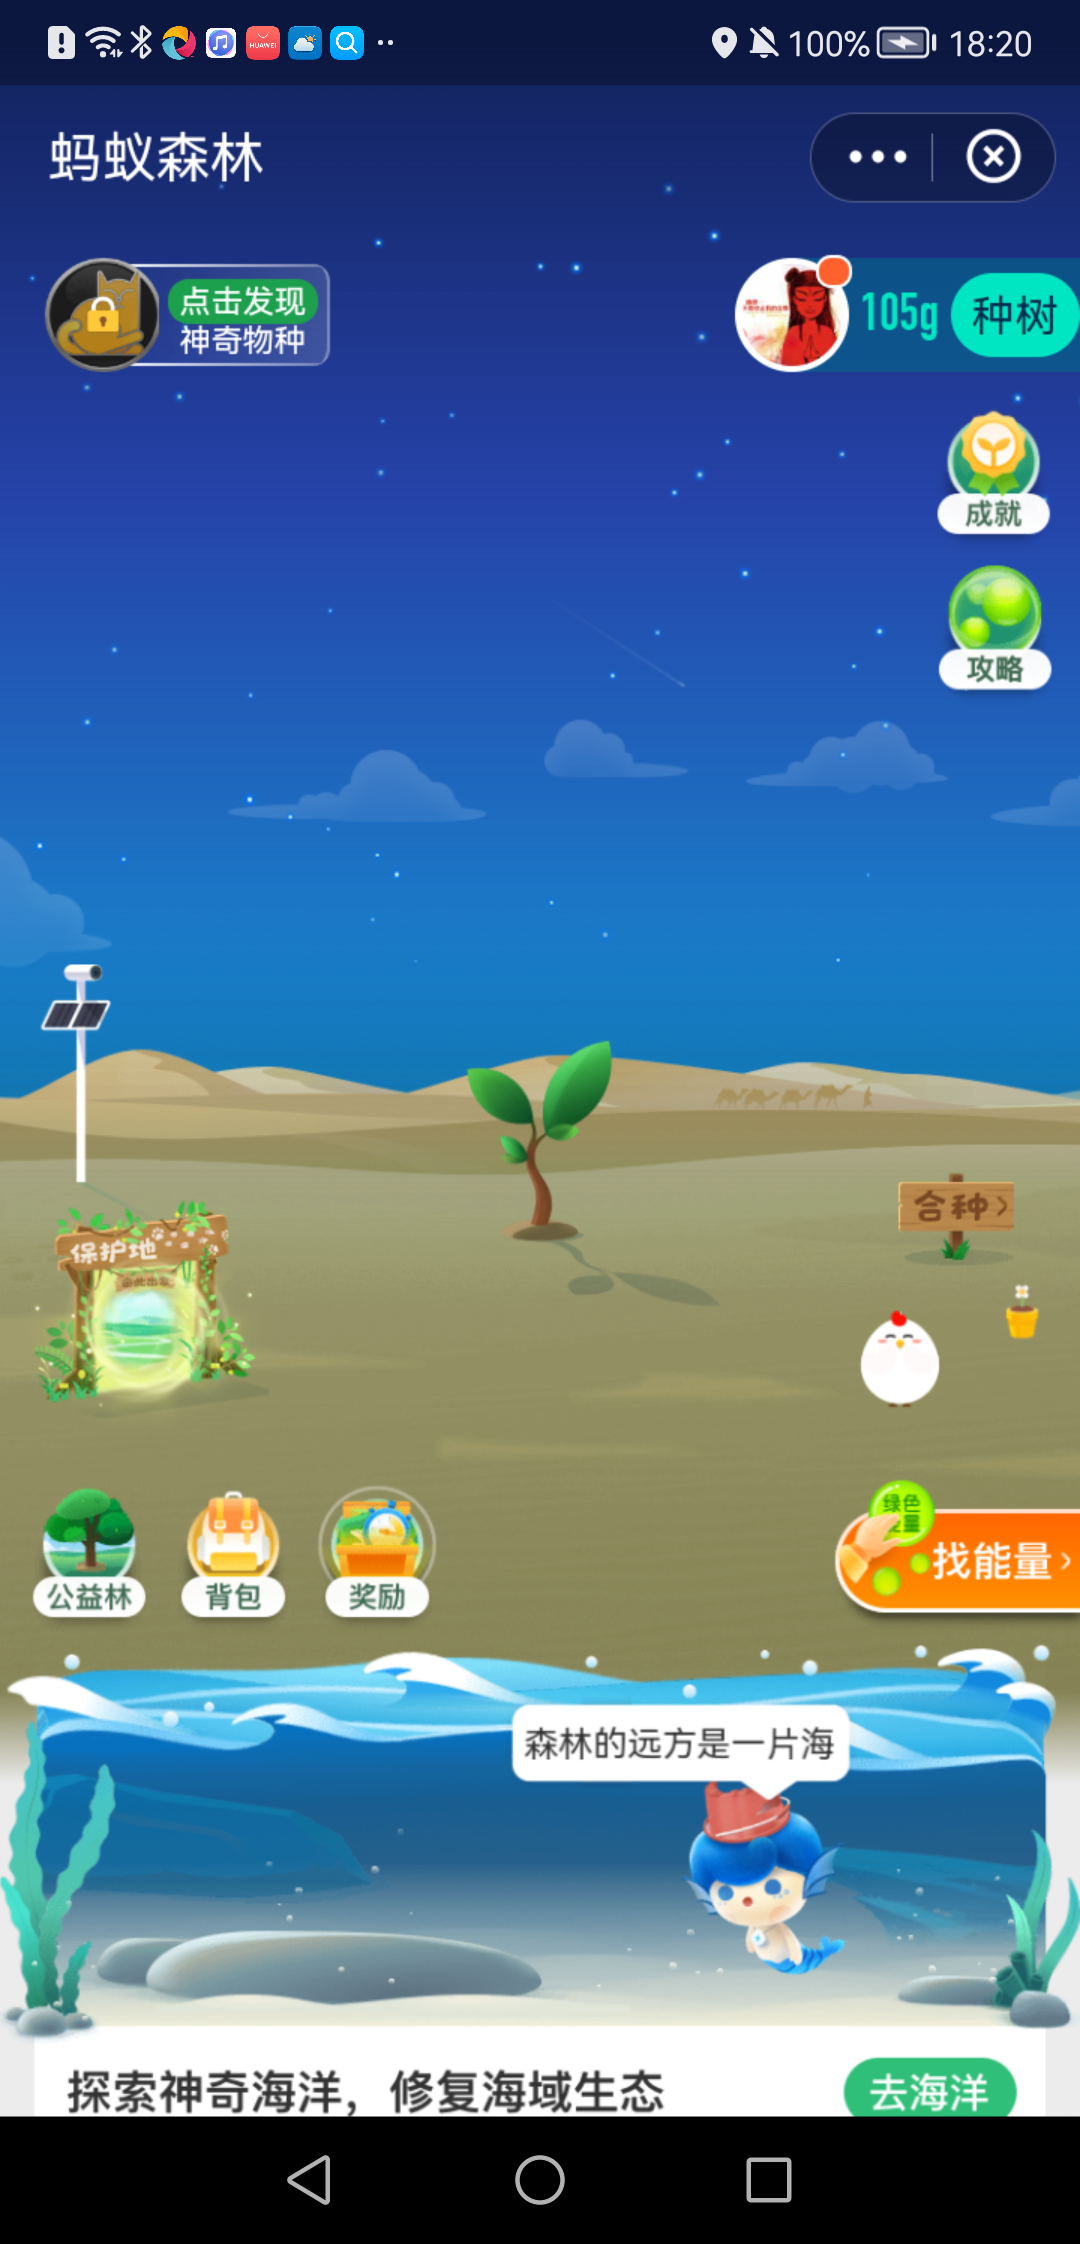 100% 18:20
蚂蚁森林
点击发现
神奇物种
105g 种树
成就
攻略
合种
保护地
公益林 背包 奖励
绿色
能量
找能量
森林的远方是一片海
探索神奇海洋，修复海域生态
去海洋
HUAWEI